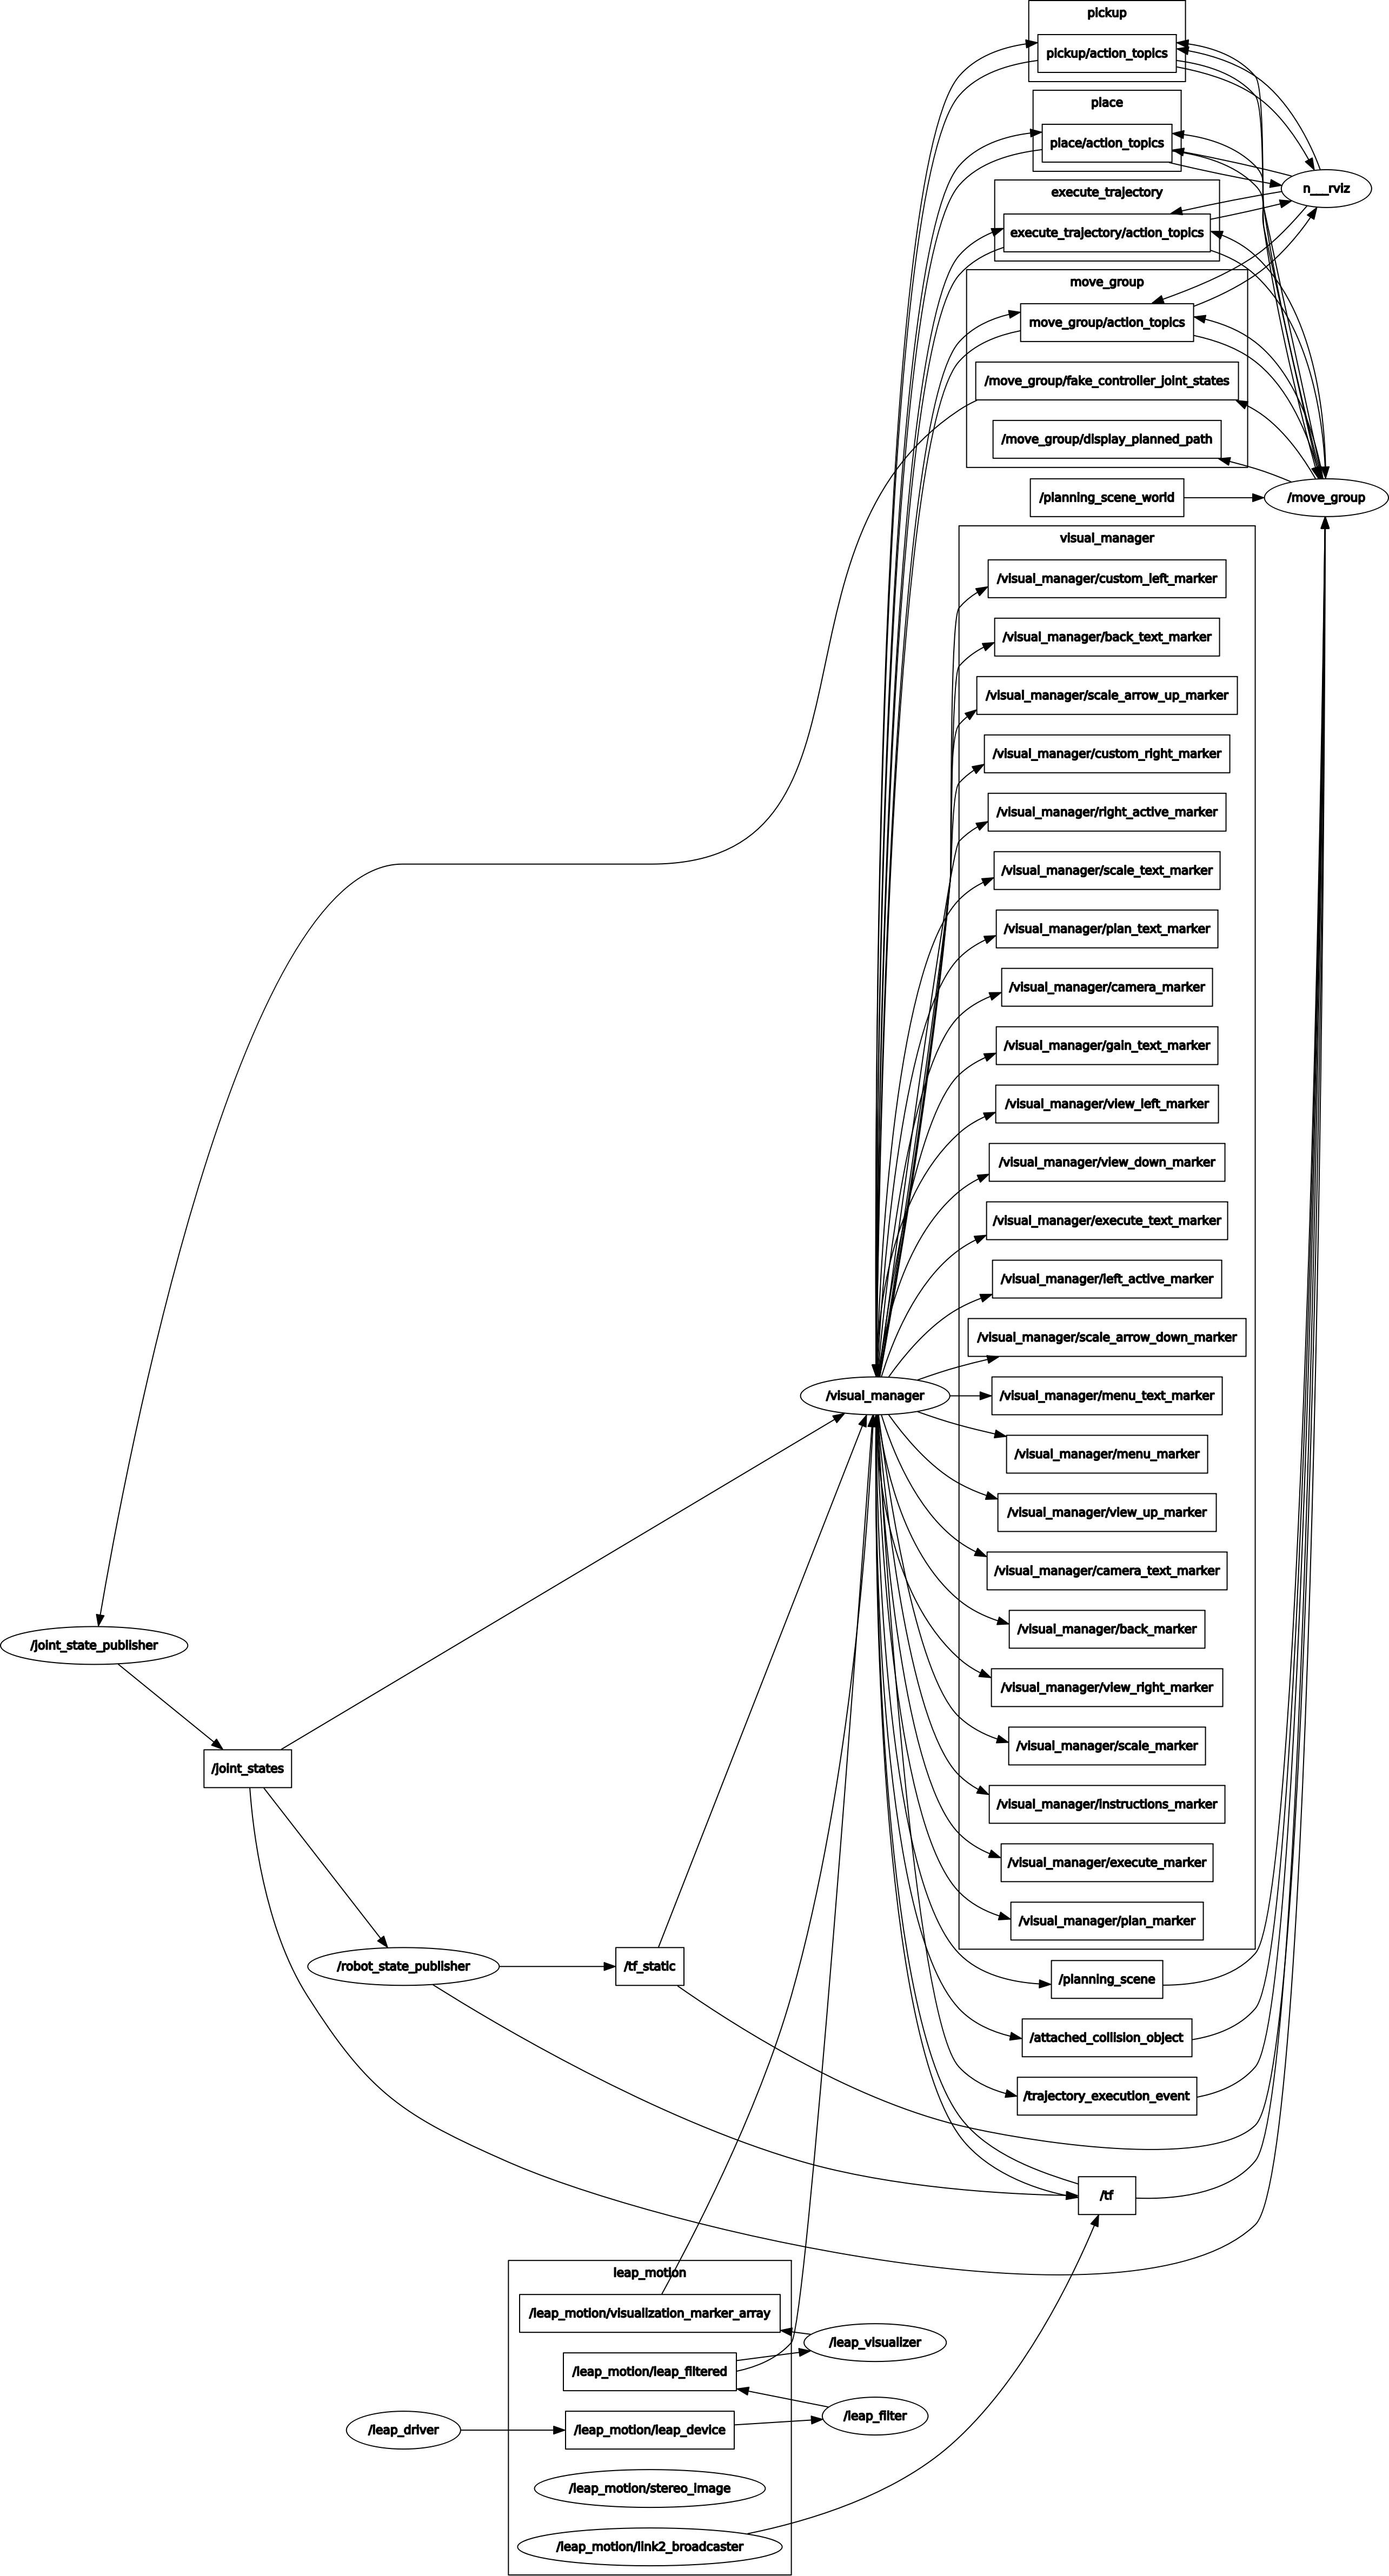 pickup
pickup/action_topics
place
place/action_topics
n___rviz
execute_trajectory
execute_trajectory/action_topics
move_group
move_group/action_topics
/move_group/fake_controller_joint_states
/move_group/display_planned_path
/planning_scene_world
/move_group
visual_manager
/visual_manager/custom_left_marker
/visual_manager/back_text_marker
/visual_manager/scale_arrow_up_marker
/visual_manager/custom_right_marker
/visual_manager/right_active_marker
/visual_manager/scale_text_marker
/visual_manager/plan_text_marker
/visual_manager/camera_marker
/visual_manager/gain_text_marker
/visual_manager/view_left_marker
/visual_manager/view_down_marker
/visual_manager/execute_text_marker
/visual_manager/left_active_marker
/visual_manager/scale_arrow_down_marker
/visual_manager
/visual_manager/menu_text_marker
/visual_manager/menu_marker
/visual_manager/view_up_marker
/visual_manager/camera_text_marker
/visual_manager/back_marker
/joint_state_publisher
/visual_manager/view_right_marker
/visual_manager/scale_marker
/joint_states
/visual_manager/instructions_marker
/visual_manager/execute_marker
/visual_manager/plan_marker
/robot_state_publisher
/tf_static
/planning_scene
/attached_collision_object
/trajectory_execution_event
/tf
leap_motion
/leap_motion/visualization_marker_array
/leap_visualizer
/leap_motion/leap_filtered
/leap_filter
/leap_driver
/leap_motion/leap_device
/leap_motion/stereo_image
/leap_motion/link2_broadcaster